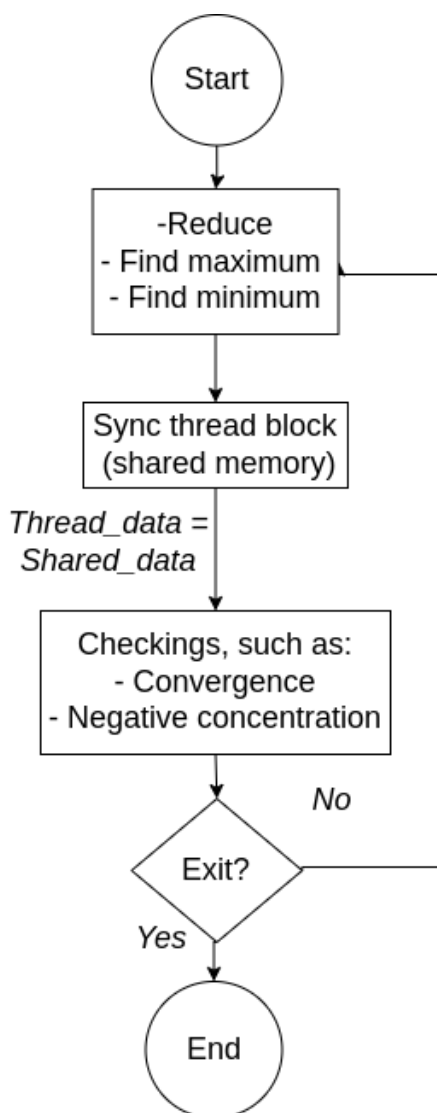 Start
-Reduce
- Find maximum
- Find minimum
Sync thread block
(shared memory)
Thread_data =
Shared_data
Checkings, such as:
- Convergence
- Negative concentration
No
Exit?
Yes
End